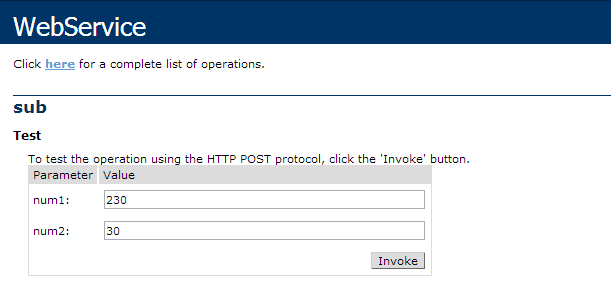 WebService
Click here for a complete list of operations.
sub
Test
To test the operation using the HTTP POST protocol, click the 'Invoke' button.
Parameter Value
num1: 230
num2: 30
Invoke